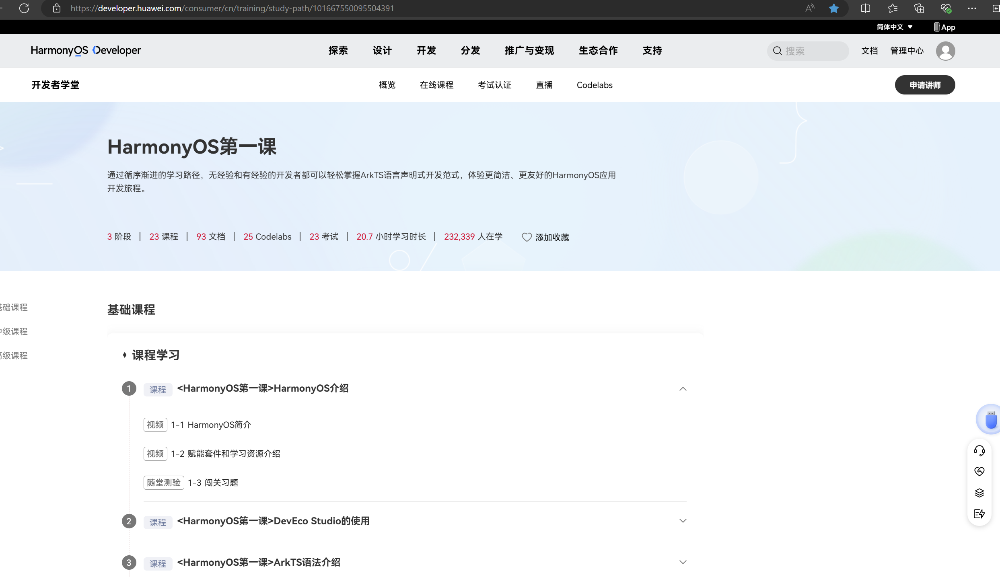 https://developer.huawei.com/consumer/cn/training/study-path/101667550095504391
简体中文 App
HarmonyOS Developer 探索 设计 开发 分发 推广与变现 生态合作 支持 搜索 文档 管理中心
开发者学堂 概览 在线课程 考试认证 直播 Codelabs 申请讲师
HarmonyOS第一课
通过循序渐进的学习路径，无经验和有经验的开发者都可以轻松掌握ArkTS语言声明式开发范式，体验更简洁、更友好的HarmonyOS应用
开发旅程。
3 阶段 | 23 课程 | 93 文档 | 25 Codelabs | 23 考试 | 20.7 小时学习时长 | 232,339 人在学 添加收藏
基础课程
中级课程
高级课程
基础课程
课程学习
1 课程 <HarmonyOS第一课>HarmonyOS介绍
视频 1-1 HarmonyOS简介
视频 1-2 赋能套件和学习资源介绍
随堂测验 1-3 闯关习题
2 课程 <HarmonyOS第一课>DevEco Studio的使用
3 课程 <HarmonyOS第一课>ArkTS语法介绍